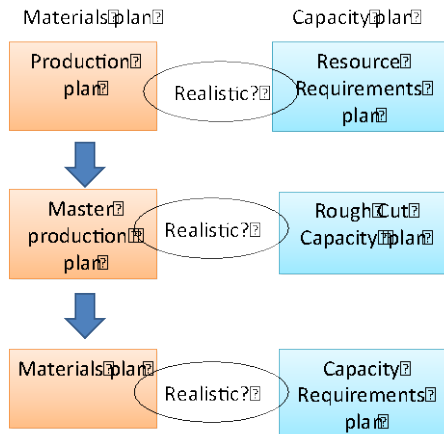 Materials plan
Capacity plan
Production
plan
Realistic?
Resource
Requirements
plan
Master
production
plan
Realistic?
Rough Cut
Capacity plan
Materials plan
Realistic?
Capacity
Requirements
plan